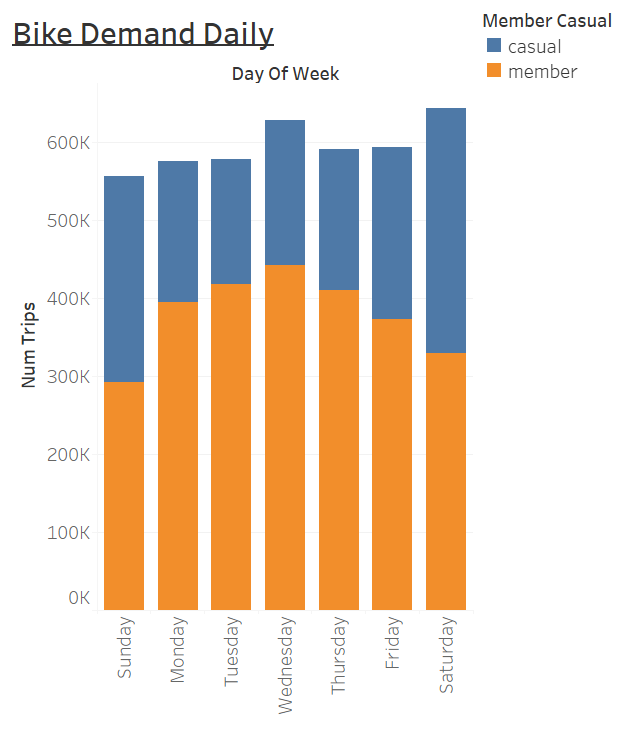 Bike Demand Daily
Member Casual
casual
member
Day Of Week
600K
500K
400K
300K
200K
100K
0K
Num Trips
Sunday
Monday
Tuesday
Wednesday
Thursday
Friday
Saturday